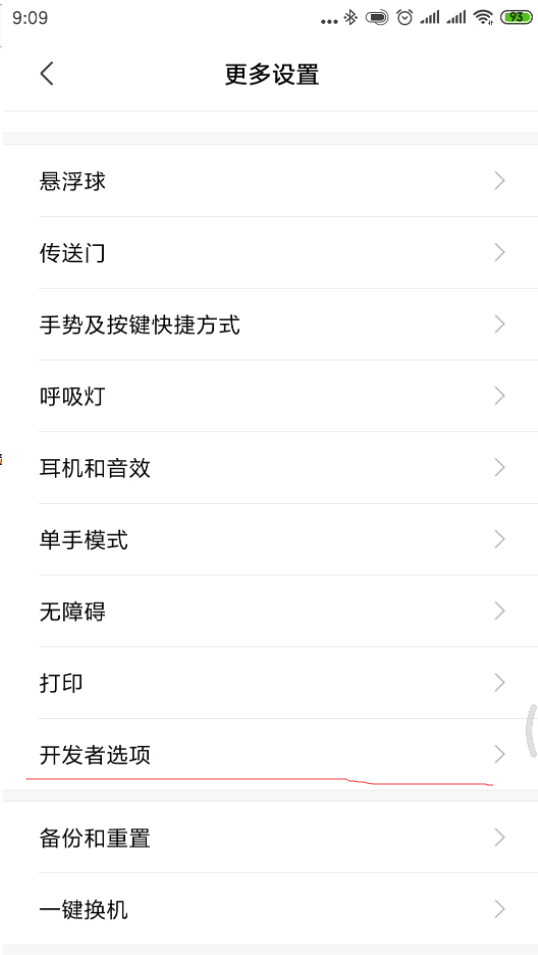 9:09
93
更多设置
悬浮球
传送门
手势及按键快捷方式
呼吸灯
耳机和音效
单手模式
无障碍
打印
开发者选项
备份和重置
一键换机